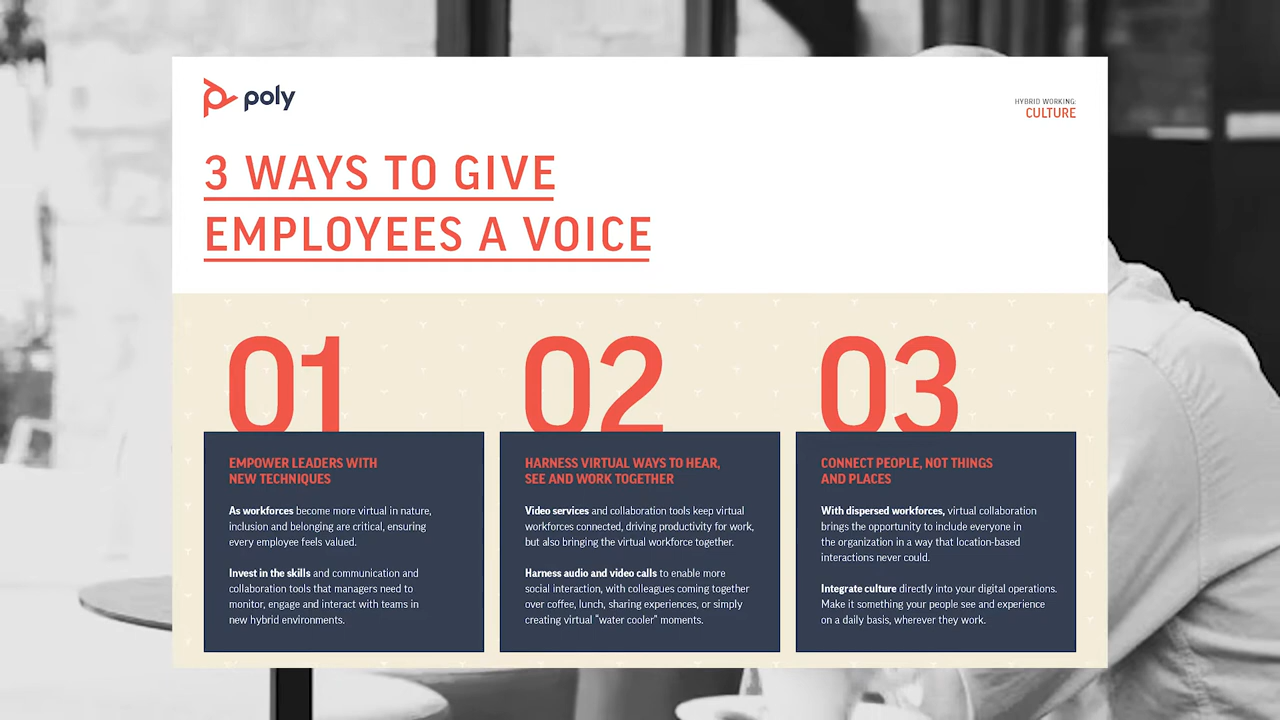 poly
HYBRID WORKING:
CULTURE
3 WAYS TO GIVE
EMPLOYEES A VOICE
01
EMPOWER LEADERS WITH
NEW TECHNIQUES
As workforces become more virtual in nature,
inclusion and belonging are critical, ensuring
every employee feels valued.
Invest in the skills and communication and
collaboration tools that managers need to
monitor, engage and interact with teams in
new hybrid environments.
02
HARNESS VIRTUAL WAYS TO HEAR,
SEE AND WORK TOGETHER
Video services and collaboration tools keep virtual
workforces connected, driving productivity for work,
but also bringing the virtual workforce together.
Harness audio and video calls to enable more
social interaction, with colleagues coming together
over coffee, lunch, sharing experiences, or simply
creating virtual "water cooler" moments.
03
CONNECT PEOPLE, NOT THINGS
AND PLACES
With dispersed workforces, virtual collaboration
brings the opportunity to include everyone in
the organization in a way that location-based
interactions never could.
Integrate culture directly into your digital operations.
Make it something your people see and experience
on a daily basis, wherever they work.